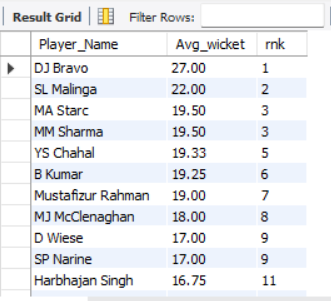 Result Grid Filter Rows:
Player_Name Avg_wicket rnk
DJ Bravo 27.00 1
SL Malinga 22.00 2
MA Starc 19.50 3
MM Sharma 19.50 3
YS Chahal 19.33 5
B Kumar 19.25 6
Mustafizur Rahman 19.00 7
MJ McClenaghan 18.00 8
D Wiese 17.00 9
SP Narine 17.00 9
Harbhajan Singh 16.75 11